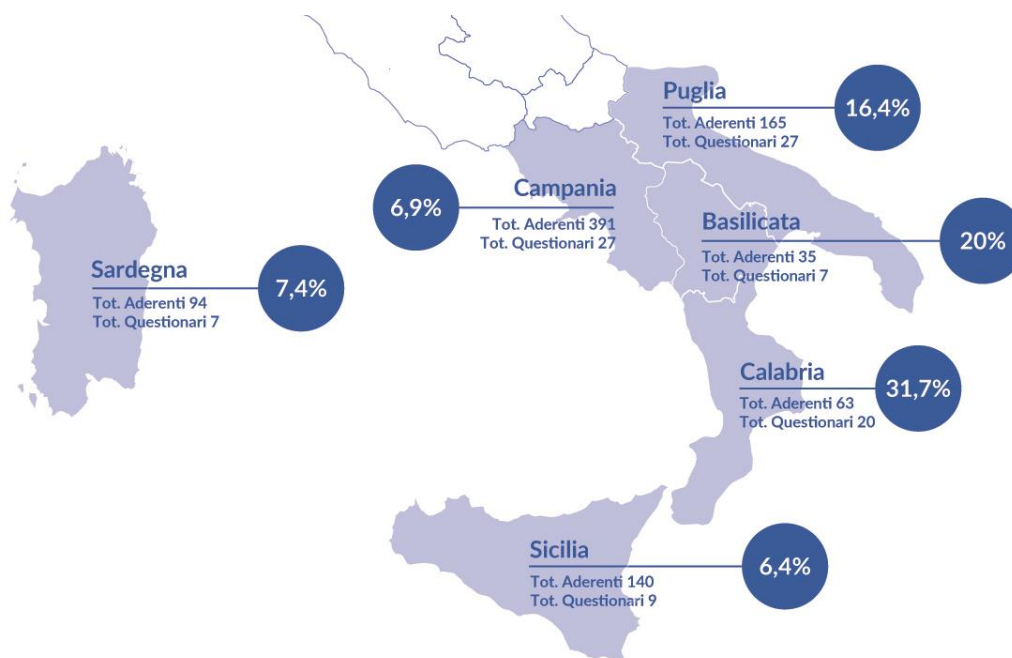 Puglia
Tot. Aderenti 165
Tot. Questionari 27
16,4%
Campania
Tot. Aderenti 391
Tot. Questionari 27
6,9%
Basilicata
Tot. Aderenti 35
Tot. Questionari 7
20%
Sardegna
Tot. Aderenti 94
Tot. Questionari 7
7,4%
Calabria
Tot. Aderenti 63
Tot. Questionari 20
31,7%
Sicilia
Tot. Aderenti 140
Tot. Questionari 9
6,4%